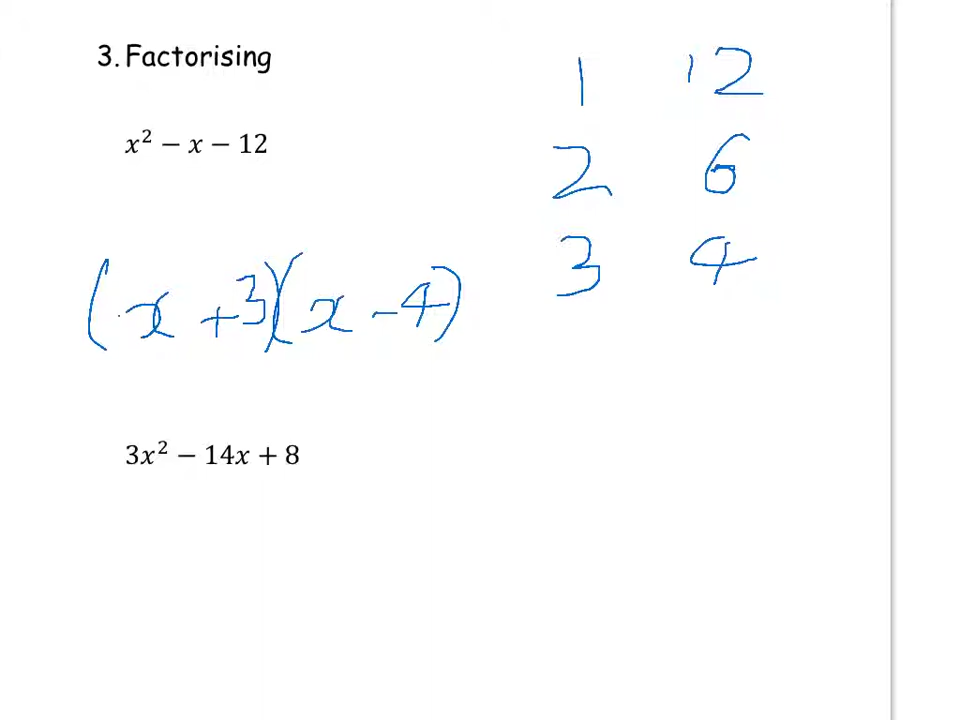 3. Factorising
1 12
x² − x − 12
2 6
3 4
(x +3)(x −4)
3x² − 14x + 8